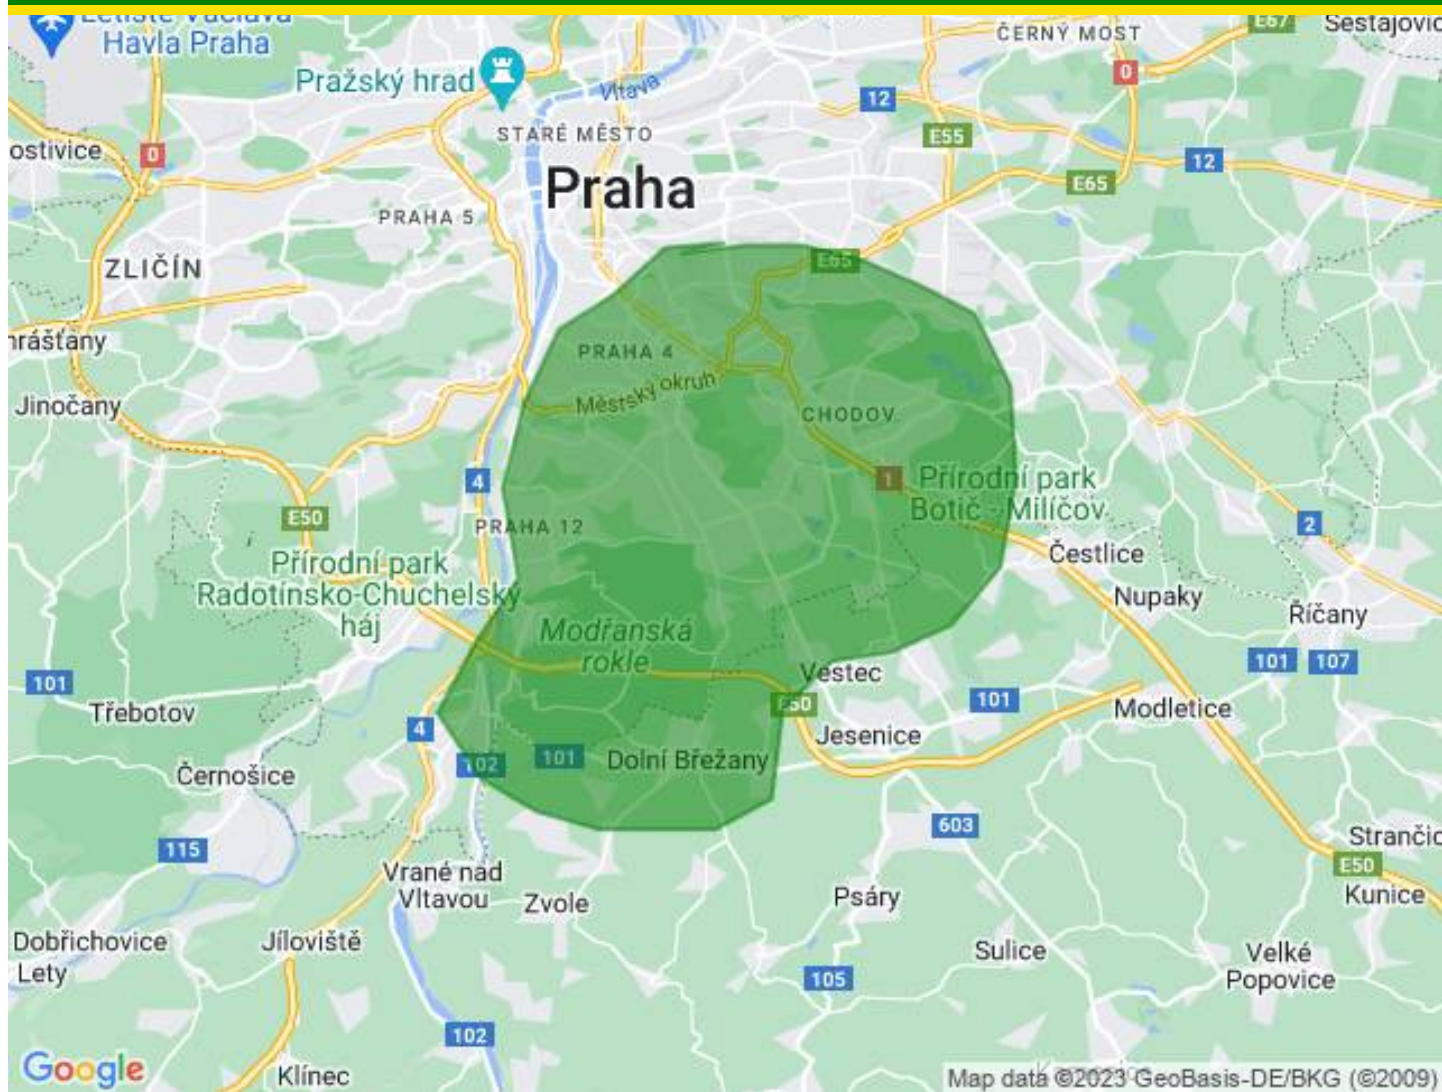 Letiště Václava
Havla Praha
Pražský hrad
Vltava
ČERNÝ MOST
E67
0
12
STARÉ MĚSTO
E55
ostivice
0
12
Praha
E65
PRAHA 5
ZLIČÍN
E65
hrášťany
PRAHA 4
Městský okruh
Jinočany
CHODOV
4
1
Přírodní park
Botič - Milíčov
E50
PRAHA 12
2
Přírodní park
Radotínsko-Chuchelský
háj
Čestlice
Nupaky
Říčany
Modřanská
rokle
Vestec
101
107
101
101
E50
Třebotov
4
Modletice
Jesenice
102
101
Dolní Břežany
Černošice
603
115
Strančic
E50
Vrané nad
Vltavou
Zvole
Psáry
Kunice
Dobřichovice
Lety
Jíloviště
Sulice
Velké
Popovice
105
102
Google
Klínec
Map data ©2023 GeoBasis-DE/BKG (©2009)